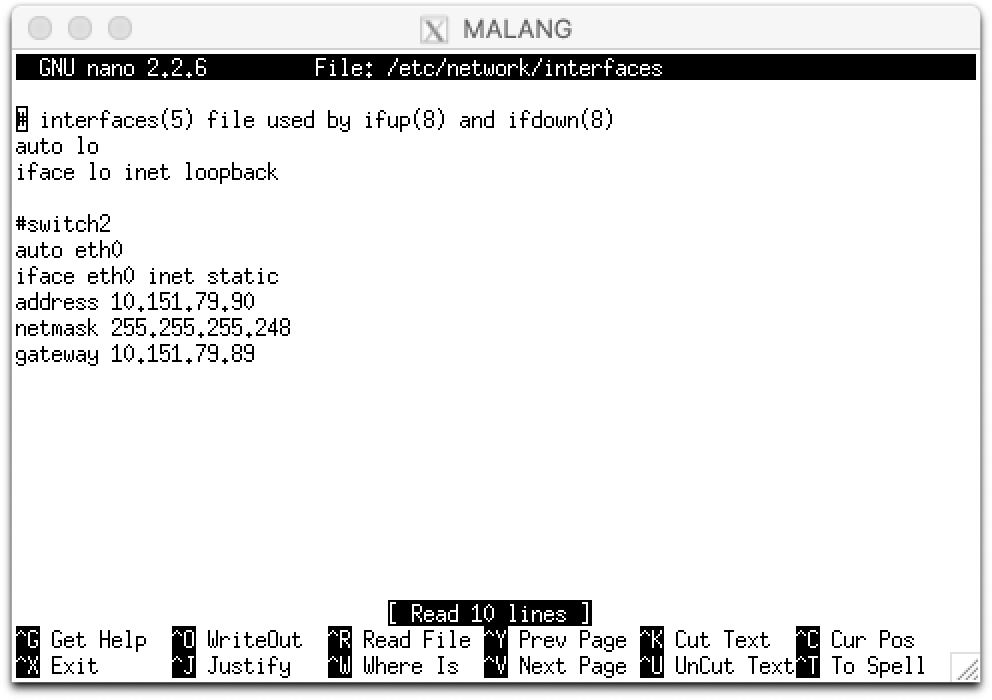 MALANG
GNU nano 2.2.6 File: /etc/network/interfaces
# interfaces(5) file used by ifup(8) and ifdown(8)
auto lo
iface lo inet loopback
#switch2
auto eth0
iface eth0 inet static
address 10.151.79.90
netmask 255.255.255.248
gateway 10.151.79.89
[ Read 10 lines ]
^G Get Help ^O WriteOut ^R Read File ^Y Prev Page ^K Cut Text ^C Cur Pos
^X Exit ^J Justify ^W Where Is ^V Next Page ^U UnCut Text ^T To Spell